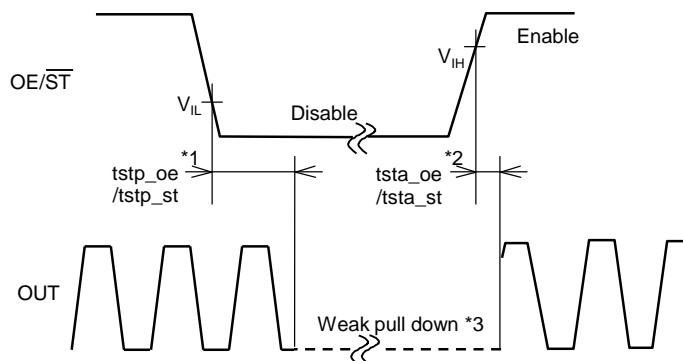 Enable
OE/ST
V_IH
V_IL
Disable
*1
tstp_oe
/tstp_st
*2
tsta_oe
/tsta_st
Weak pull down *3
OUT